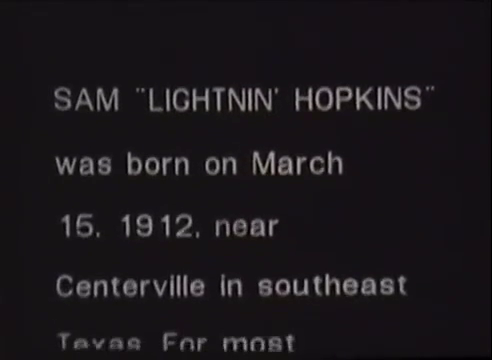 SAM "LIGHTNIN' HOPKINS"
was born on March
15, 1912, near
Centerville in southeast
Texas For most